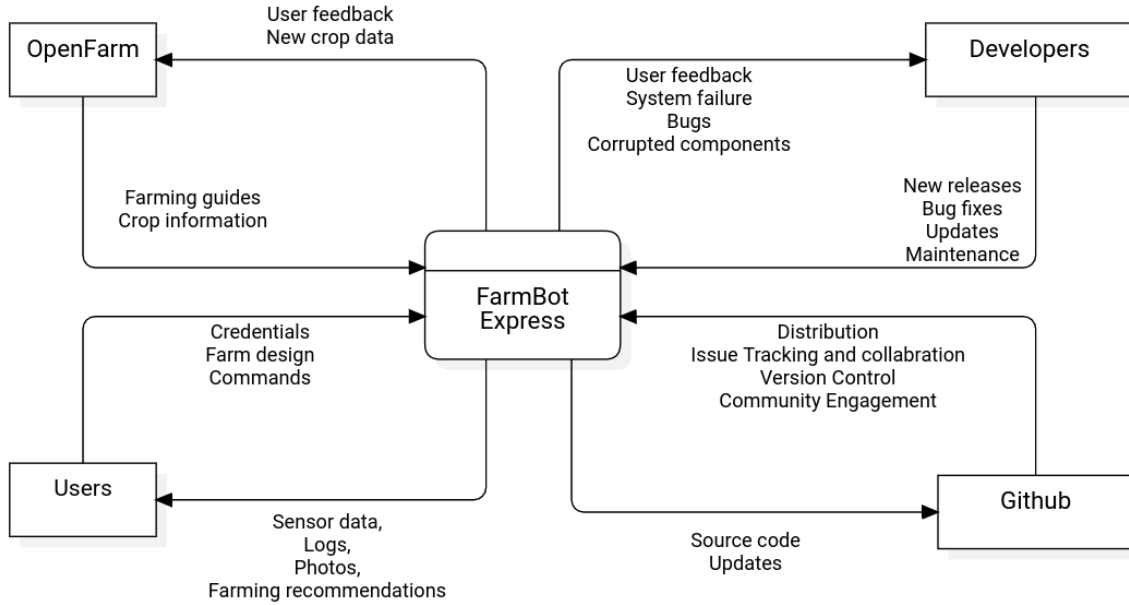 User feedback
New crop data
OpenFarm
Developers
User feedback
System failure
Bugs
Corrupted components
Farming guides
Crop information
New releases
Bug fixes
Updates
Maintenance
FarmBot
Express
Credentials
Farm design
Commands
Distribution
Issue Tracking and collabration
Version Control
Community Engagement
Users
Github
Sensor data,
Logs,
Photos,
Farming recommendations
Source code
Updates